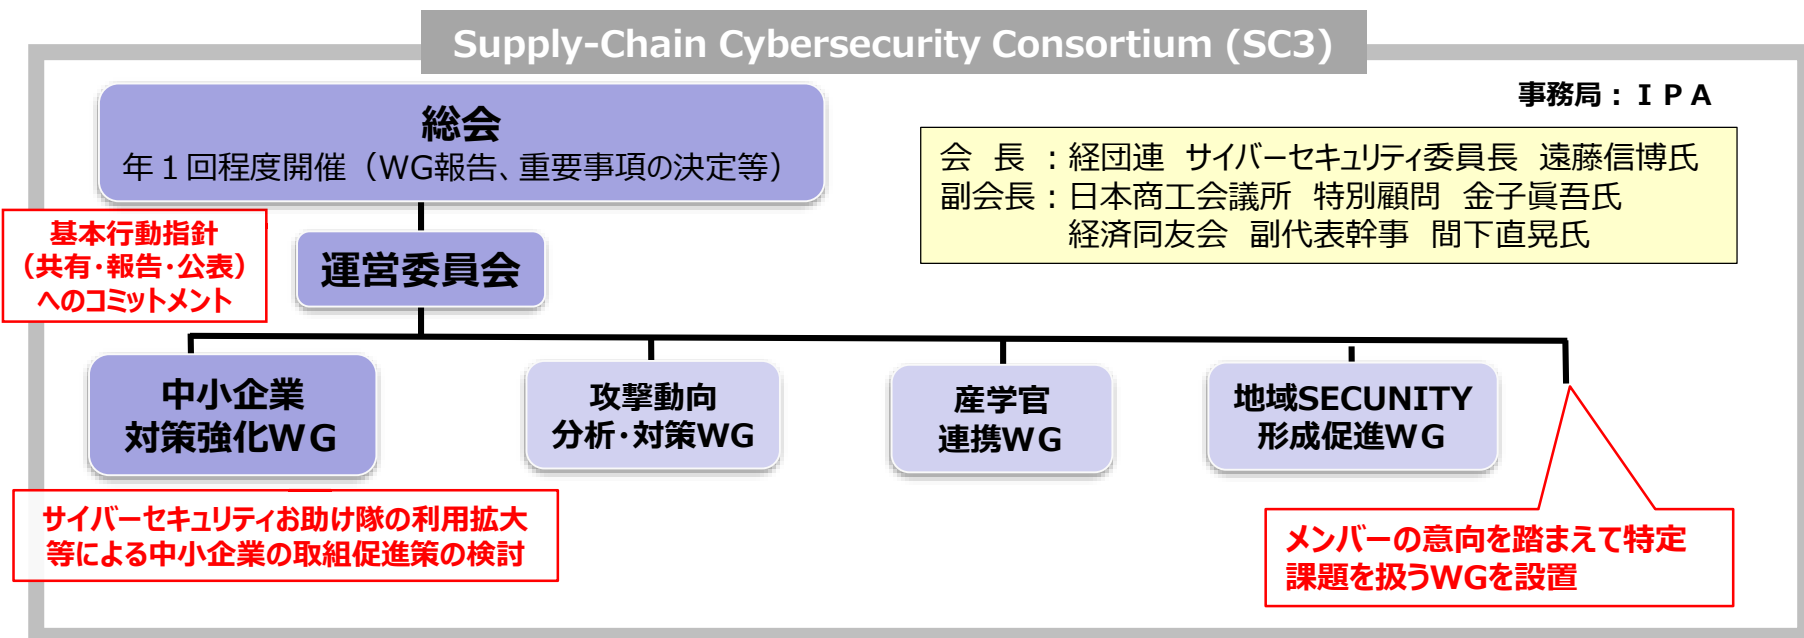 Supply-Chain Cybersecurity Consortium (SC3)
事務局：ＩＰＡ
総会
年１回程度開催（WG報告、重要事項の決定等）
会　長　：経団連　サイバーセキュリティ委員長　遠藤信博氏
副会長：日本商工会議所　特別顧問　金子眞吾氏
経済同友会　副代表幹事　間下直晃氏
基本行動指針
（共有･報告･公表）
へのコミットメント
運営委員会
中小企業
対策強化ＷＧ
攻撃動向
分析･対策WG
産学官
連携WG
地域SECUNITY
形成促進WG
サイバーセキュリティお助け隊の利用拡大
等による中小企業の取組促進策の検討
メンバーの意向を踏まえて特定
課題を扱うWGを設置